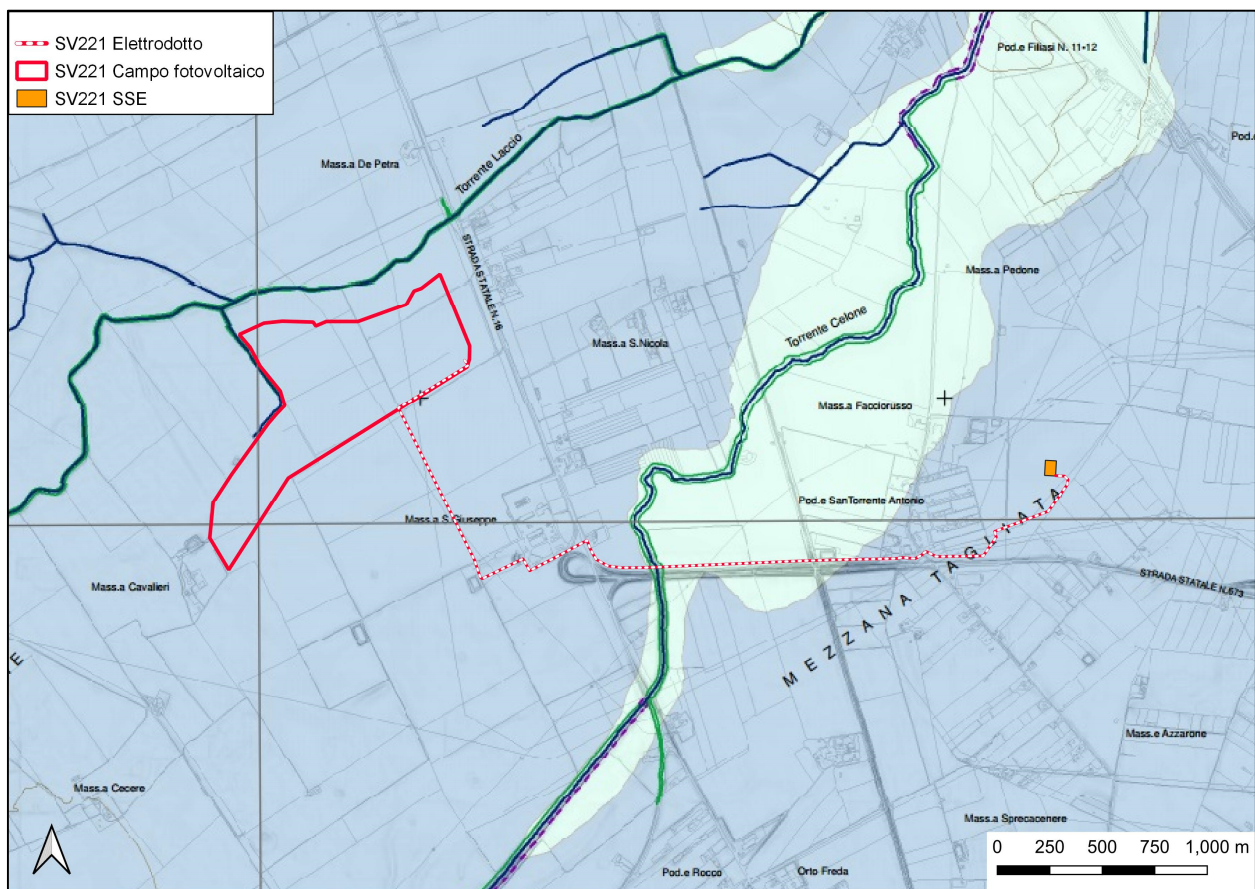 SV221 Elettrodotto
SV221 Campo fotovoltaico
SV221 SSE
Pod.e Filiasi N. 11-12
Pod.e
Mass.a De Petra
Torrente Laccio
STRADA STATALE N. 16
Mass.a Pedone
Torrente Celone
Mass.a S.Nicola
Mass.a Facciorusso
Pod.e SanTorrente Antonio
Mass.a S.Giuseppe
Mass.a Cavalieri
STRADA STATALE N.673
MEZZANA TAGLIATA
E
Mass.e Azzarone
Mass.a Cecere
Mass.a Sprecacenere
Pod.e Rocco
Orto Freda
0 250 500 750 1,000 m